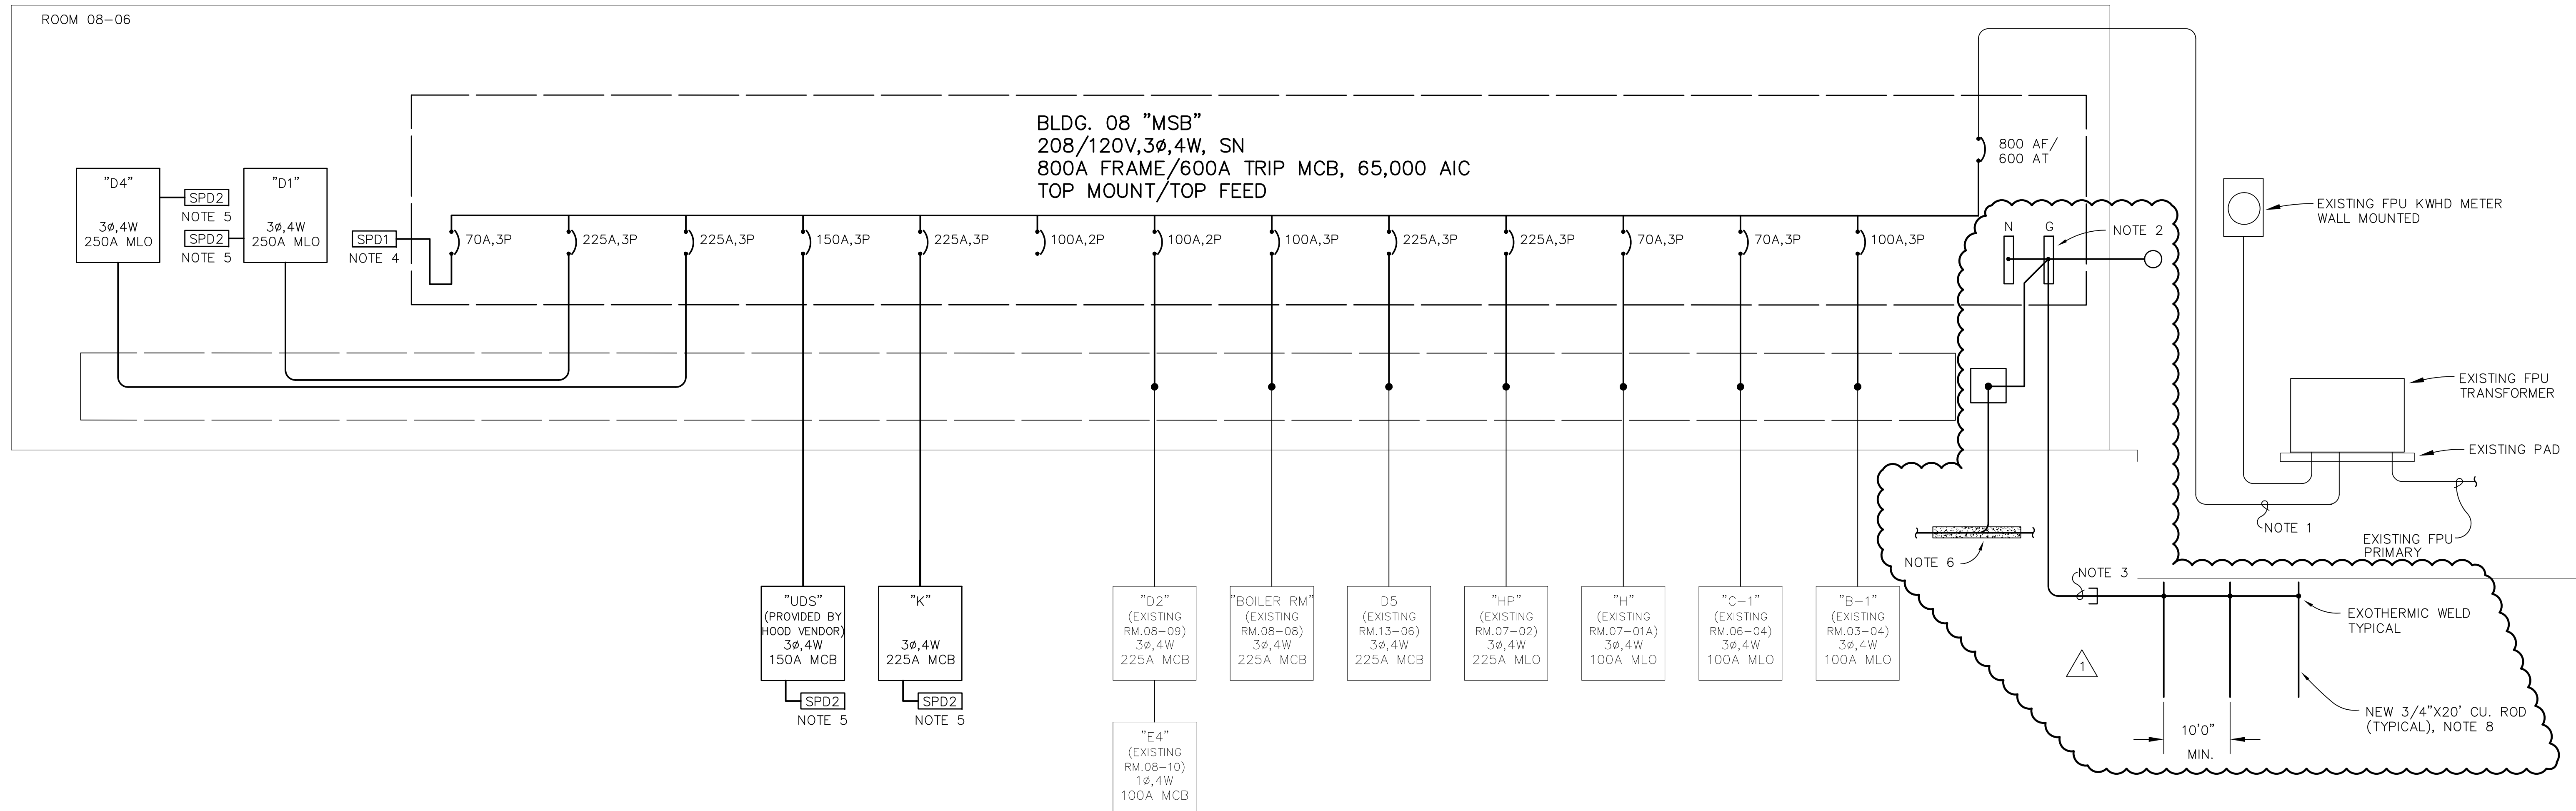 ROOM 08-06
BLDG. 08 "MSB"
208/120V,3ø,4W, SN
800A FRAME/600A TRIP MCB, 65,000 AIC
TOP MOUNT/TOP FEED
800 AF/
600 AT
"D4"
3ø,4W
250A MLO
SPD2
NOTE 5
SPD2
NOTE 5
"D1"
3ø,4W
250A MLO
SPD1
NOTE 4
70A,3P
225A,3P
225A,3P
150A,3P
225A,3P
100A,2P
100A,2P
100A,3P
225A,3P
225A,3P
70A,3P
70A,3P
100A,3P
N
G
NOTE 2
EXISTING FPU KWHD METER
WALL MOUNTED
EXISTING FPU
TRANSFORMER
EXISTING PAD
NOTE 1
EXISTING FPU
PRIMARY
NOTE 6
NOTE 3
EXOTHERMIC WELD
TYPICAL
1
NEW 3/4"X20' CU. ROD
(TYPICAL), NOTE 8
10'0"
MIN.
"UDS"
(PROVIDED BY
HOOD VENDOR)
3ø,4W
150A MCB
SPD2
NOTE 5
"K"
3ø,4W
225A MCB
SPD2
NOTE 5
"D2"
(EXISTING
RM.08-09)
3ø,4W
225A MCB
"BOILER RM"
(EXISTING
RM.08-08)
3ø,4W
225A MCB
D5
(EXISTING
RM.13-06)
3ø,4W
225A MCB
"HP"
(EXISTING
RM.07-02)
3ø,4W
225A MLO
"H"
(EXISTING
RM.07-01A)
3ø,4W
100A MLO
"C-1"
(EXISTING
RM.06-04)
3ø,4W
100A MLO
"B-1"
(EXISTING
RM.03-04)
3ø,4W
100A MLO
"E4"
(EXISTING
RM.08-10)
1ø,4W
100A MCB